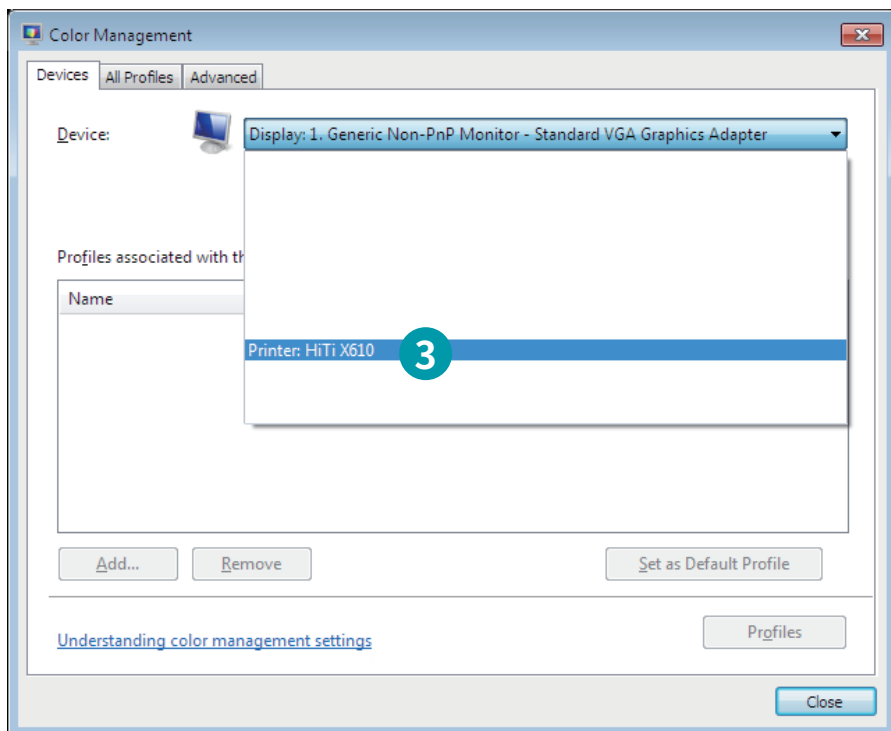 Color Management
Devices All Profiles Advanced
Device: Display: 1. Generic Non-PnP Monitor - Standard VGA Graphics Adapter
Profiles associated with th
Name
Printer: HiTi X610 3
Add... Remove Set as Default Profile
Understanding color management settings Profiles
Close